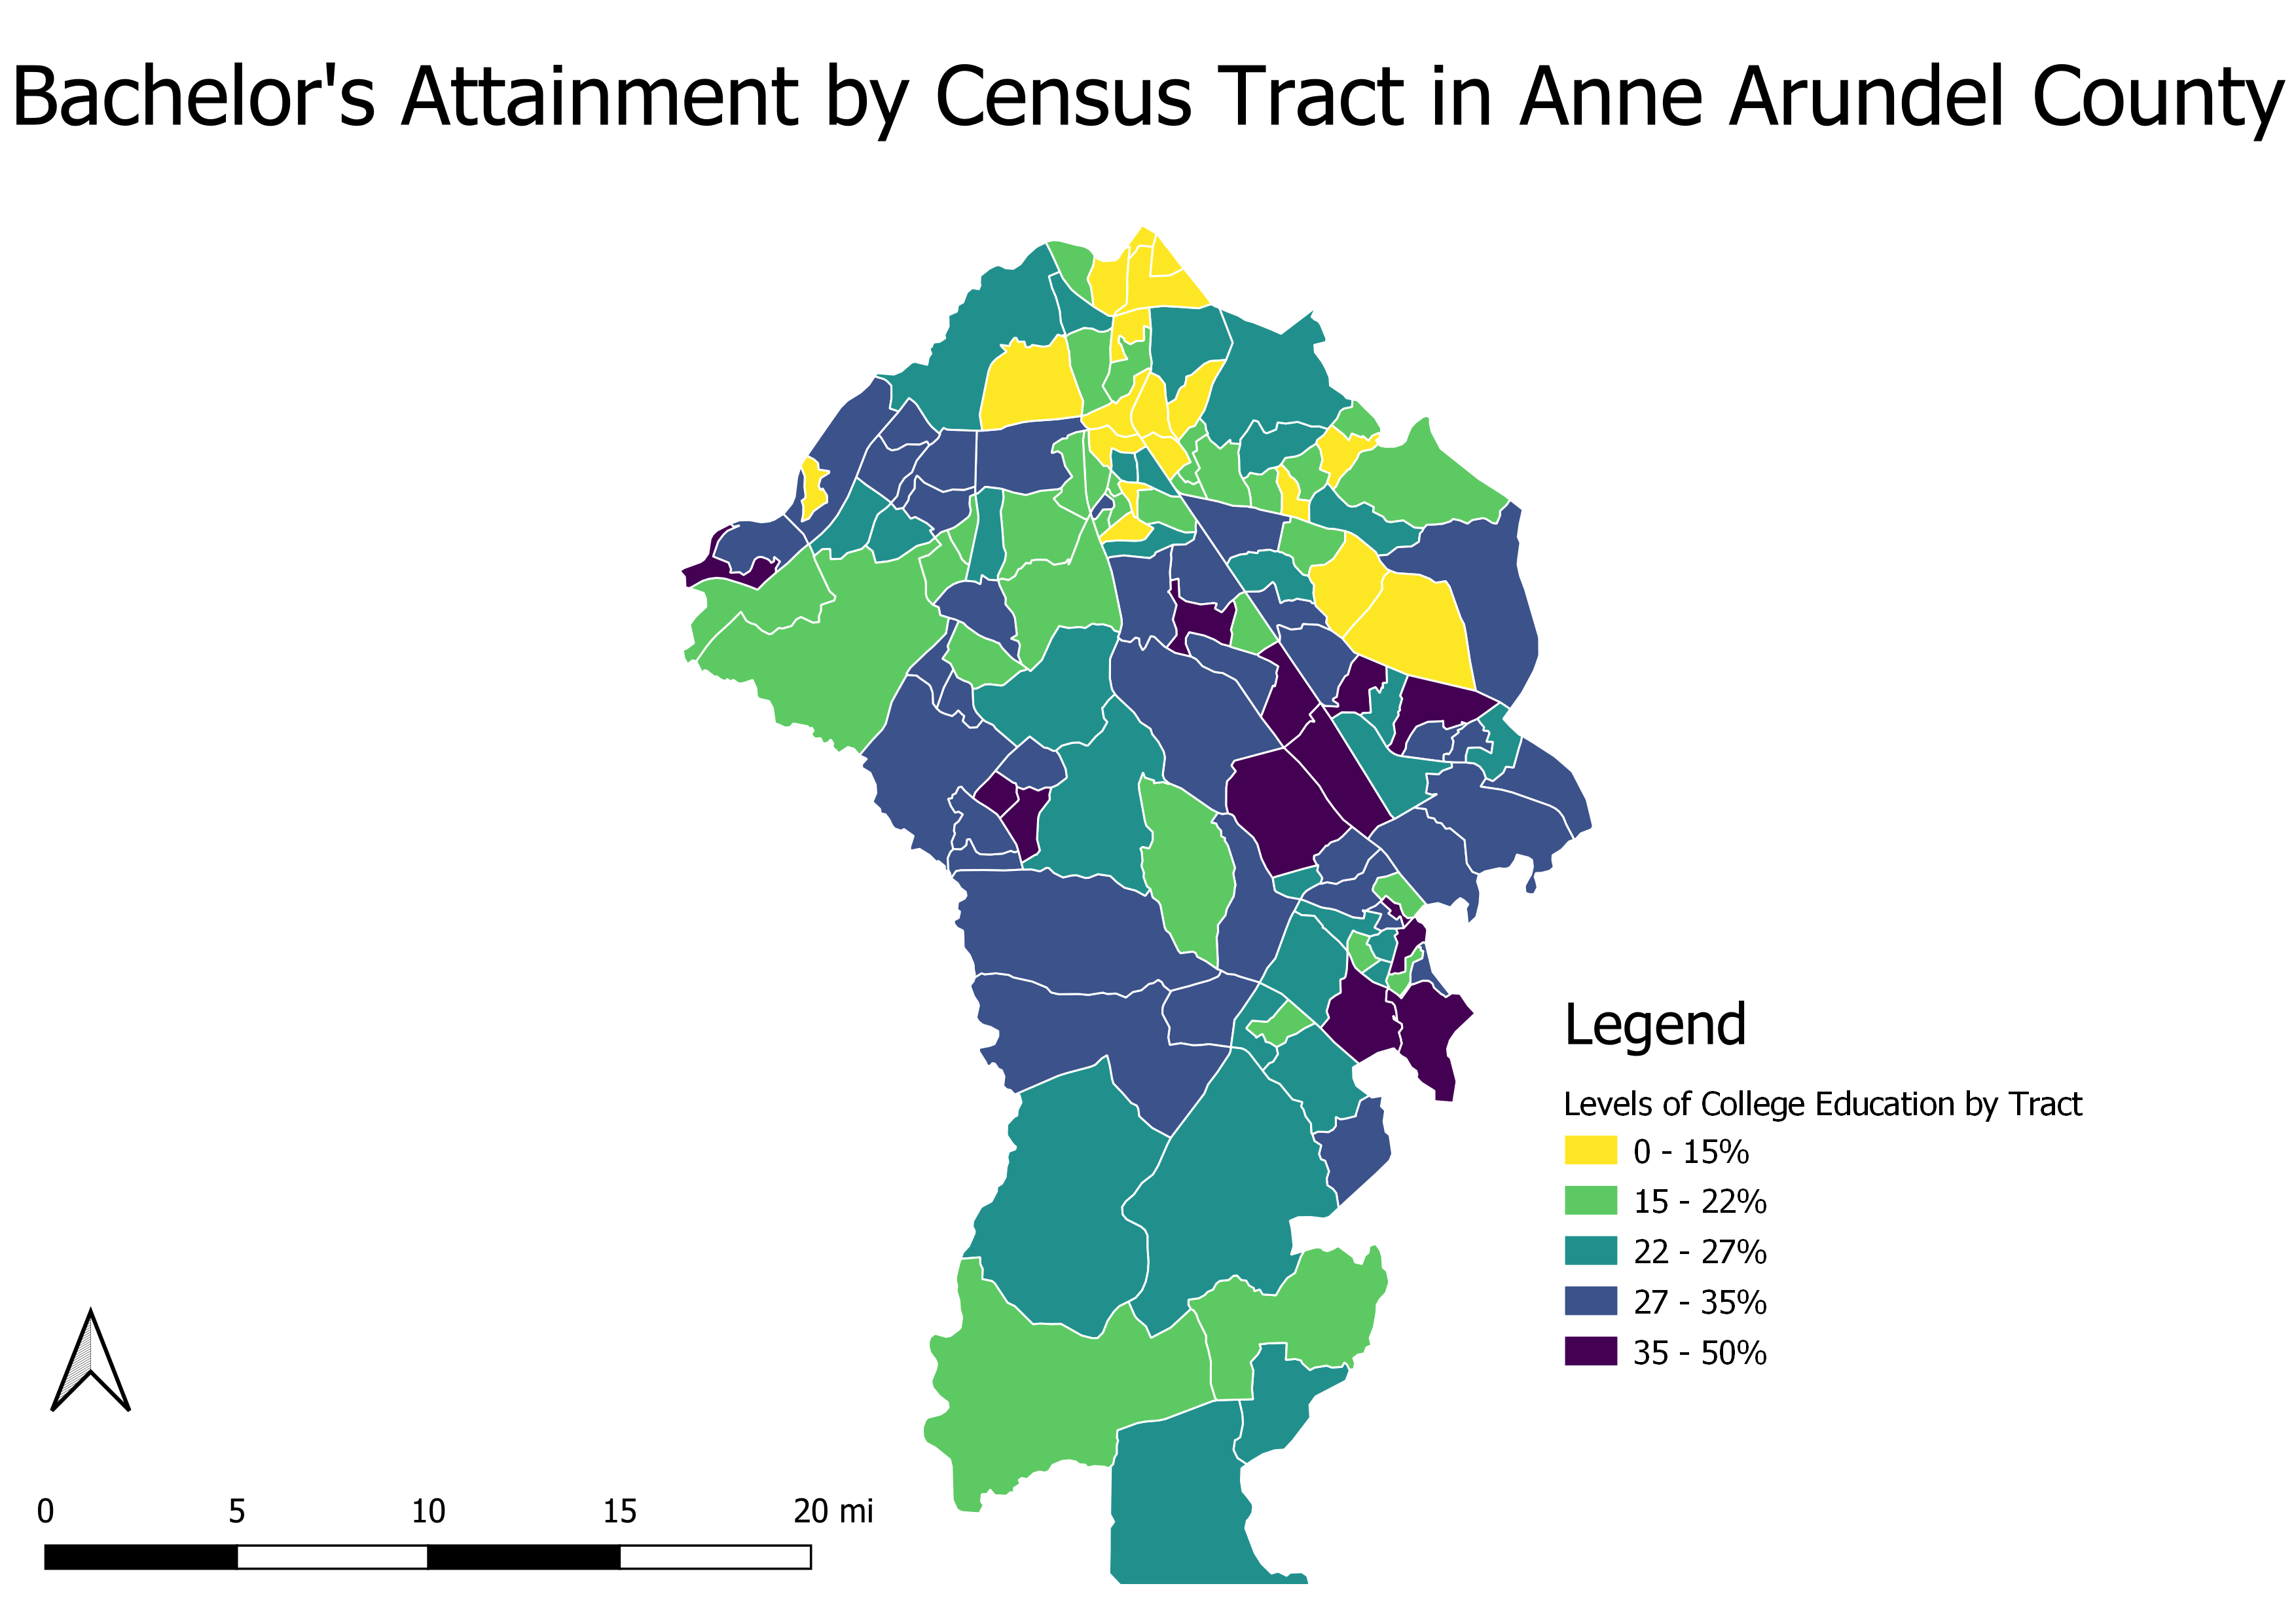 Bachelor's Attainment by Census Tract in Anne Arundel County
Legend
Levels of College Education by Tract
0 - 15%
15 - 22%
22 - 27%
27 - 35%
35 - 50%
0 5 10 15 20 mi